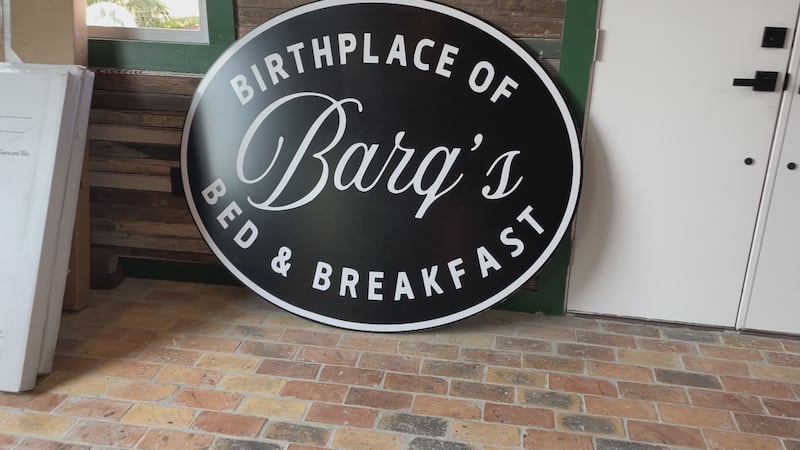 BIRTHPLACE OF
Barq's
BED & BREAKFAST